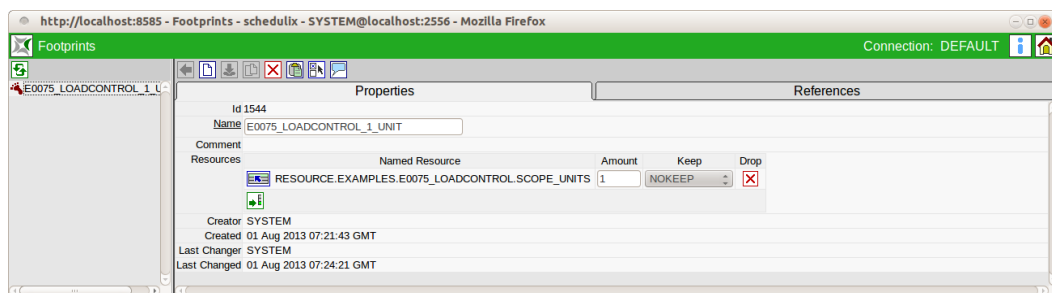 http://localhost:8585 - Footprints - schedulix - SYSTEM@localhost:2556 - Mozilla Firefox
Footprints Connection: DEFAULT
E0075_LOADCONTROL_1_U
Properties References
Id 1544
Name E0075_LOADCONTROL_1_UNIT
Comment
Resources Named Resource Amount Keep Drop
RESOURCE.EXAMPLES.E0075_LOADCONTROL.SCOPE_UNITS 1 NOKEEP
Creator SYSTEM
Created 01 Aug 2013 07:21:43 GMT
Last Changer SYSTEM
Last Changed 01 Aug 2013 07:24:21 GMT